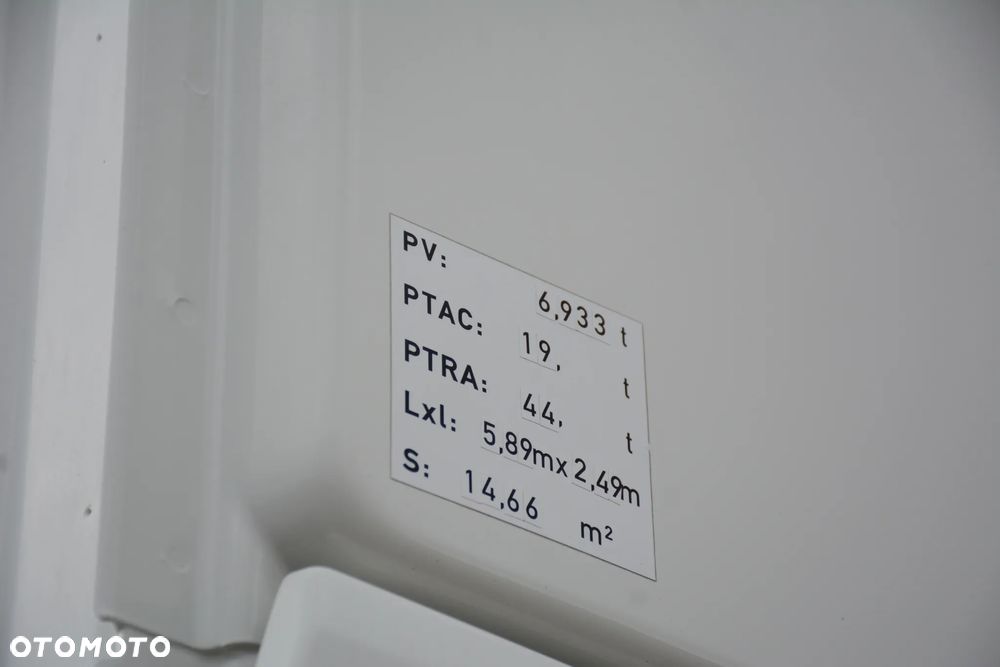 PV: 6,933 t
PTAC: 19, t
PTRA: 44, t
Lxl: 5,89mx2,49m
S: 14,66 m²
OTOMOTO